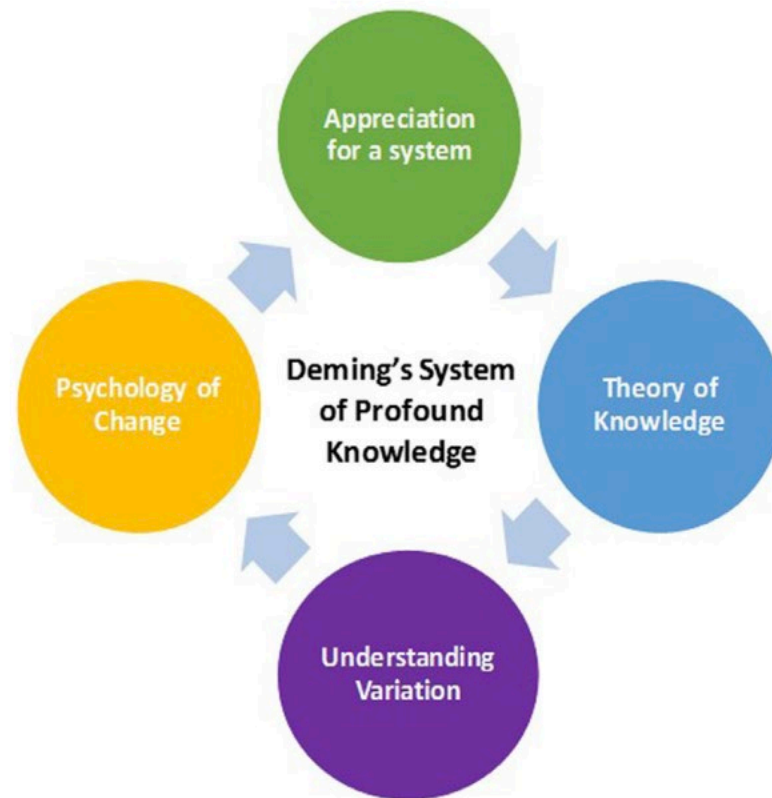 Appreciation
for a system
Psychology of
Change
Deming’s System
of Profound
Knowledge
Theory of
Knowledge
Understanding
Variation